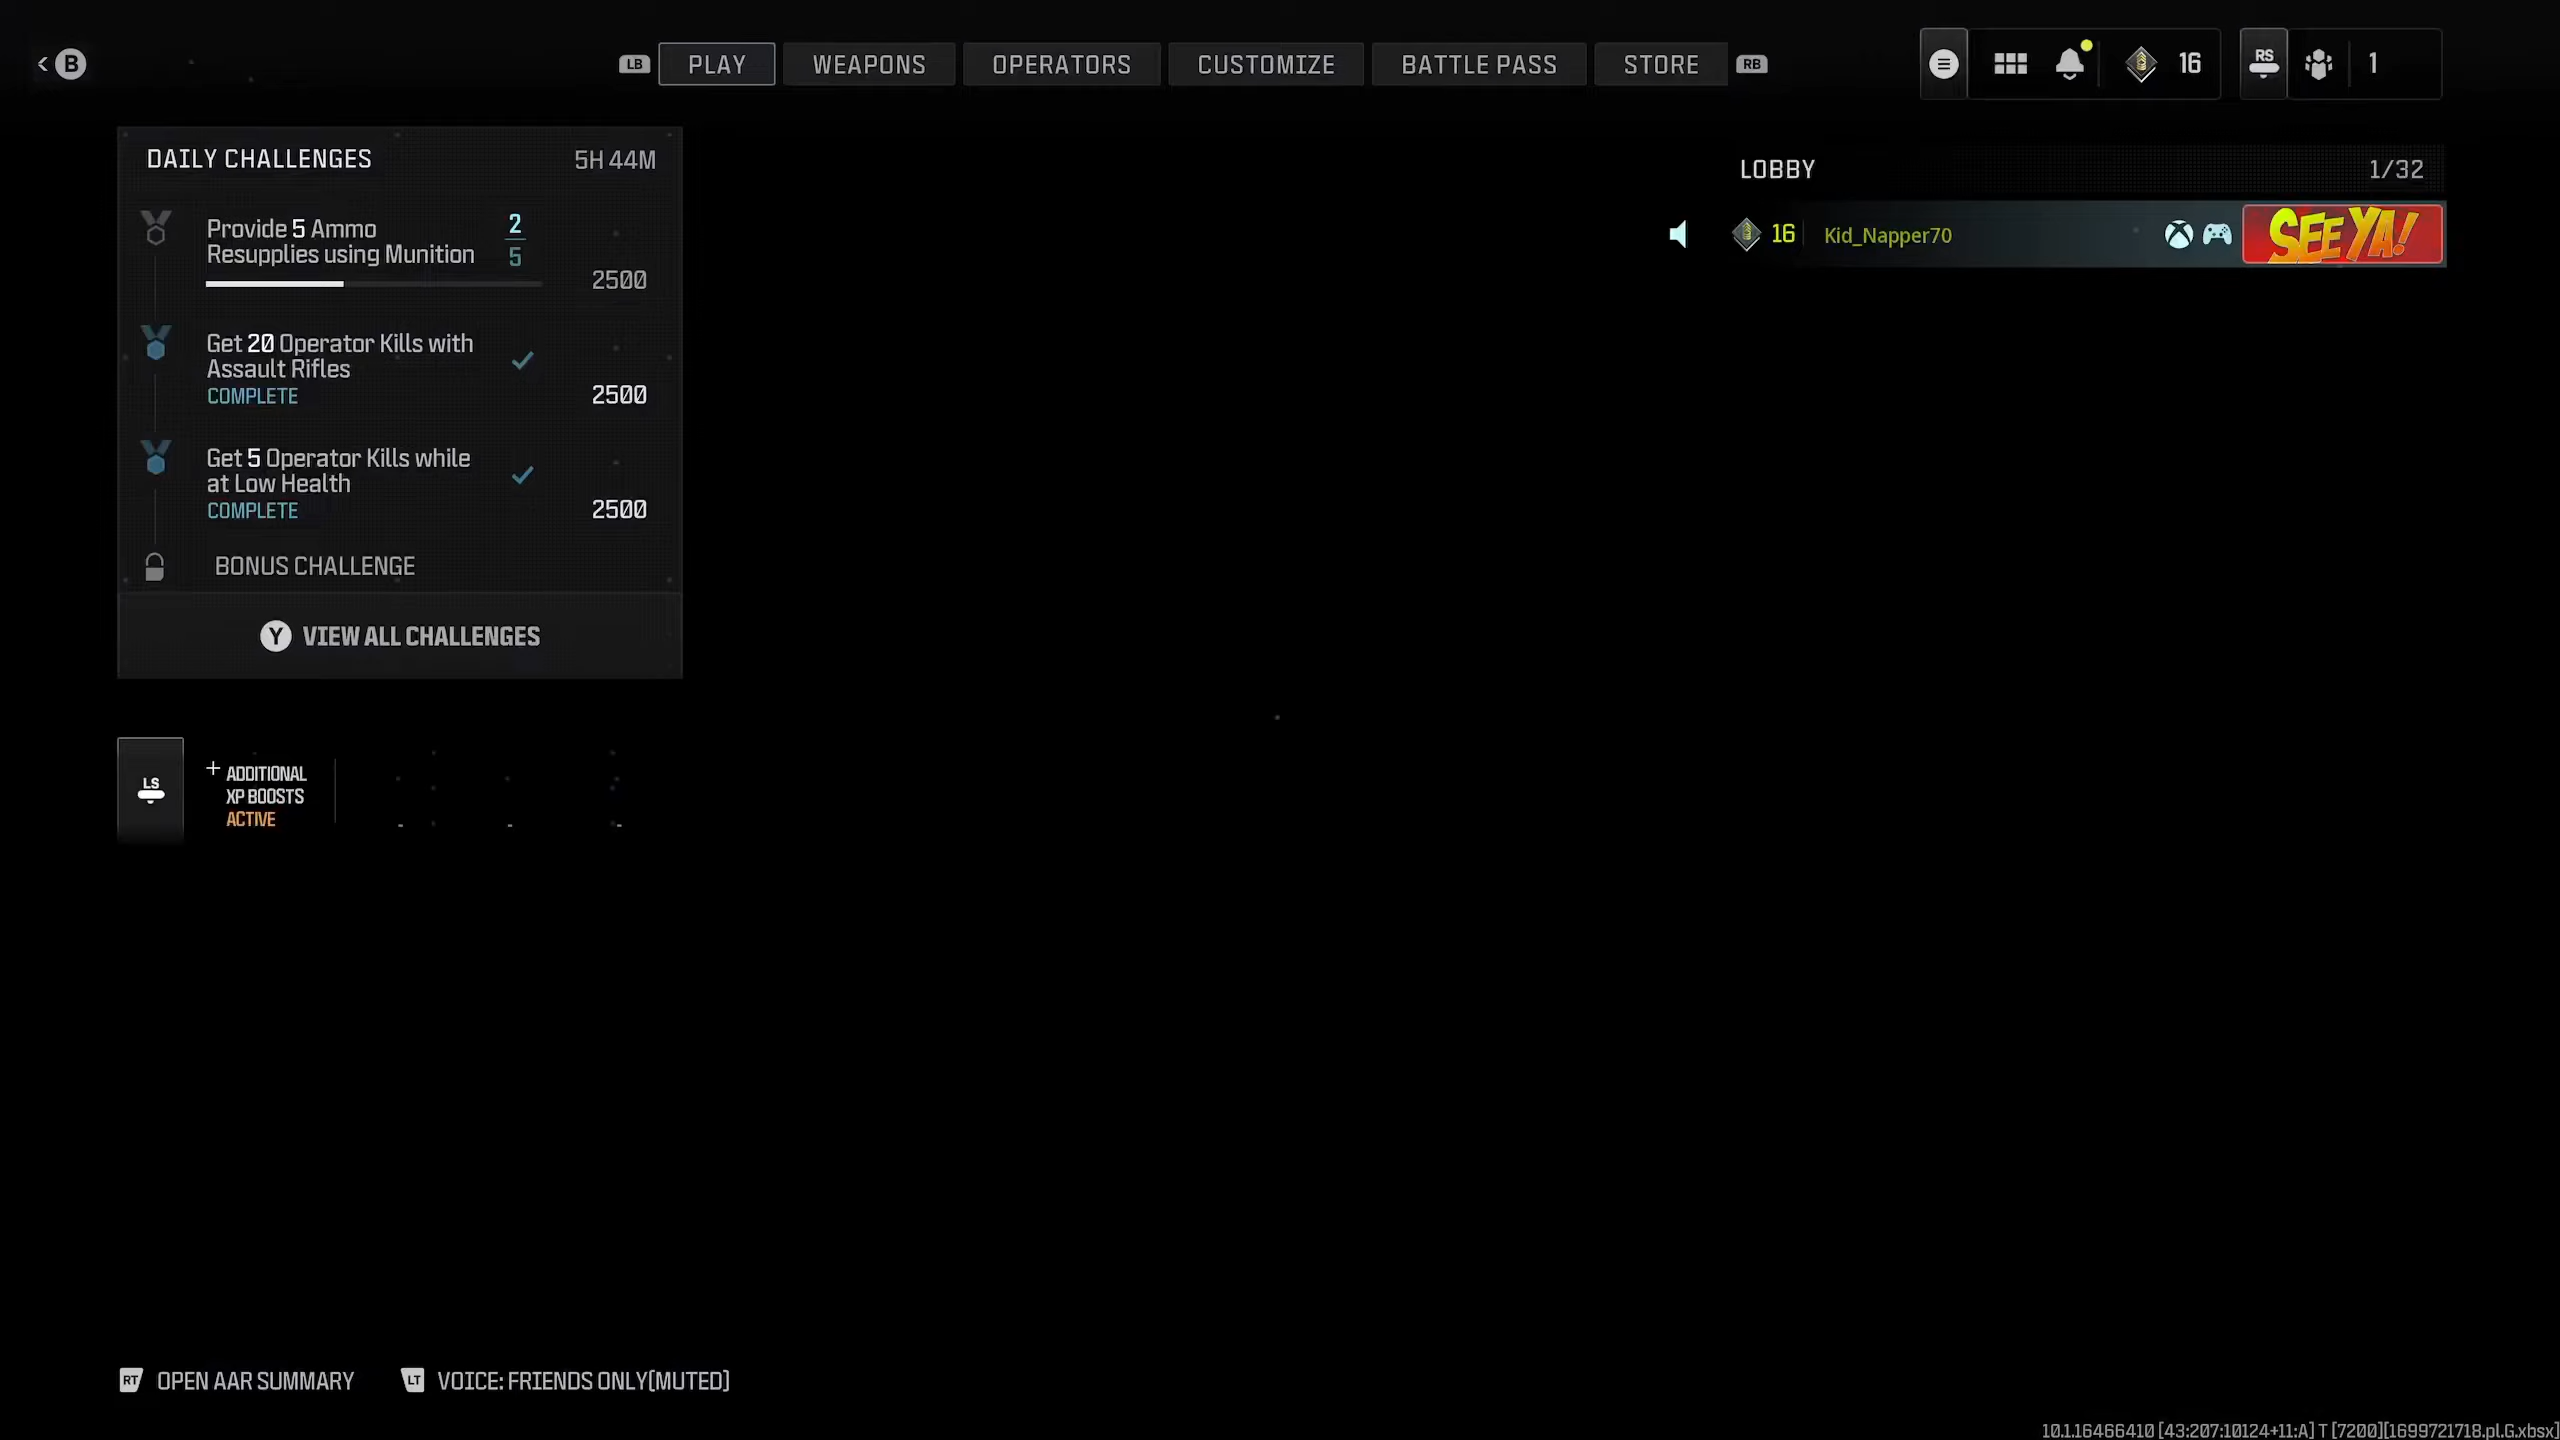 < B
LB PLAY WEAPONS OPERATORS CUSTOMIZE BATTLE PASS STORE RB
16 RS 1
DAILY CHALLENGES 5H 44M
Provide 5 Ammo
Resupplies using Munition
2
5
2500
Get 20 Operator Kills with
Assault Rifles
COMPLETE
2500
Get 5 Operator Kills while
at Low Health
COMPLETE
2500
BONUS CHALLENGE
Y VIEW ALL CHALLENGES
LS
+ ADDITIONAL
XP BOOSTS
ACTIVE
LOBBY 1/32
16 Kid_Napper70 SEE YA!
RT OPEN AAR SUMMARY LT VOICE: FRIENDS ONLY(MUTED)
10.1.16466410 [43:207:10124+11:A] T [7200][1699721718.pl.G.xbsx]